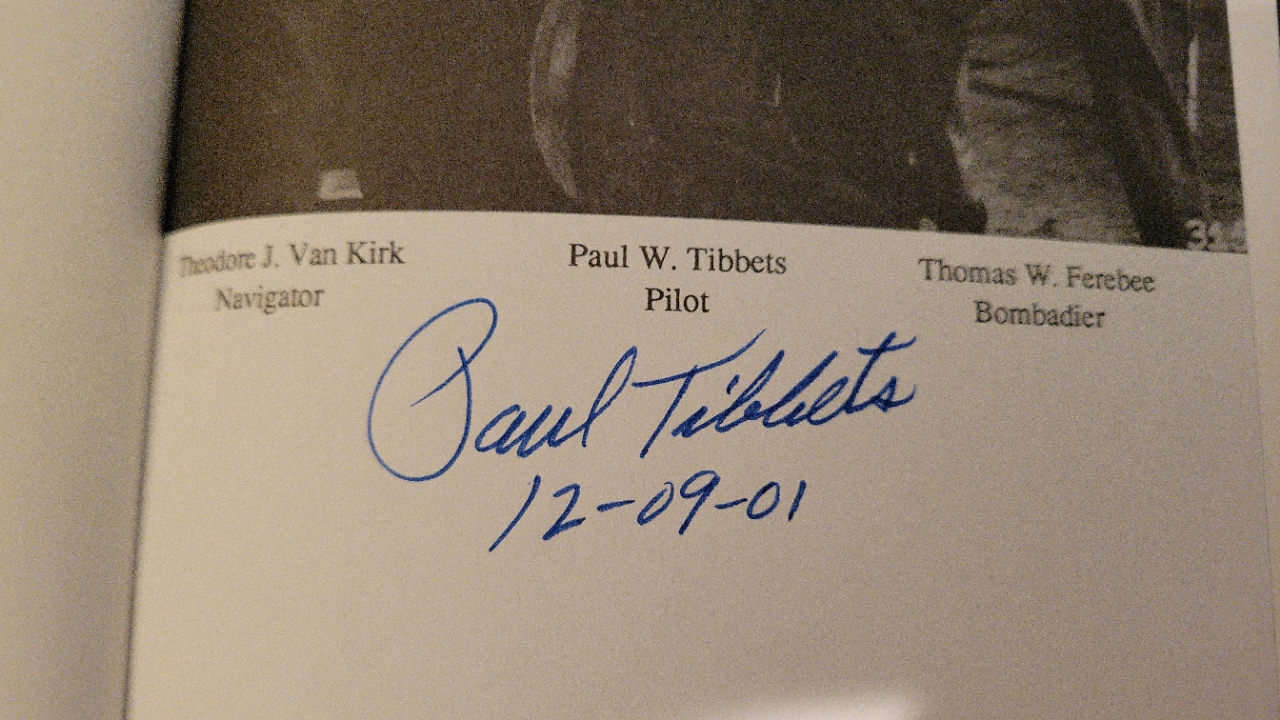 Theodore J. Van Kirk
Navigator
Paul W. Tibbets
Pilot
Thomas W. Ferebee
Bombadier
Paul Tibbets
12-09-01